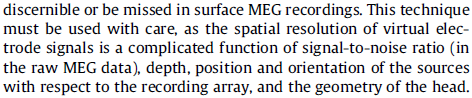 discernible or be missed in surface MEG recordings. This technique
must be used with care, as the spatial resolution of virtual elec-
trode signals is a complicated function of signal-to-noise ratio (in
the raw MEG data), depth, position and orientation of the sources
with respect to the recording array, and the geometry of the head.